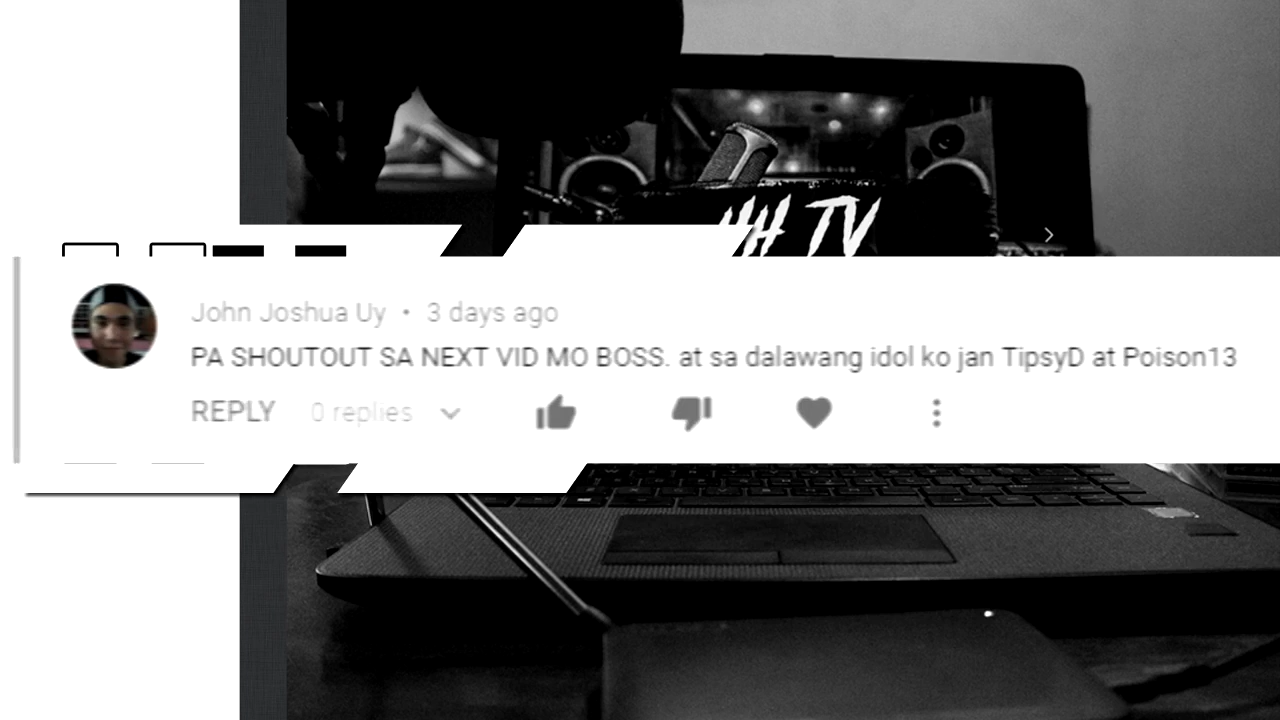 TV
John Joshua Uy • 3 days ago
PA SHOUTOUT SA NEXT VID MO BOSS. at sa dalawang idol ko jan TipsyD at Poison13
REPLY 0 replies